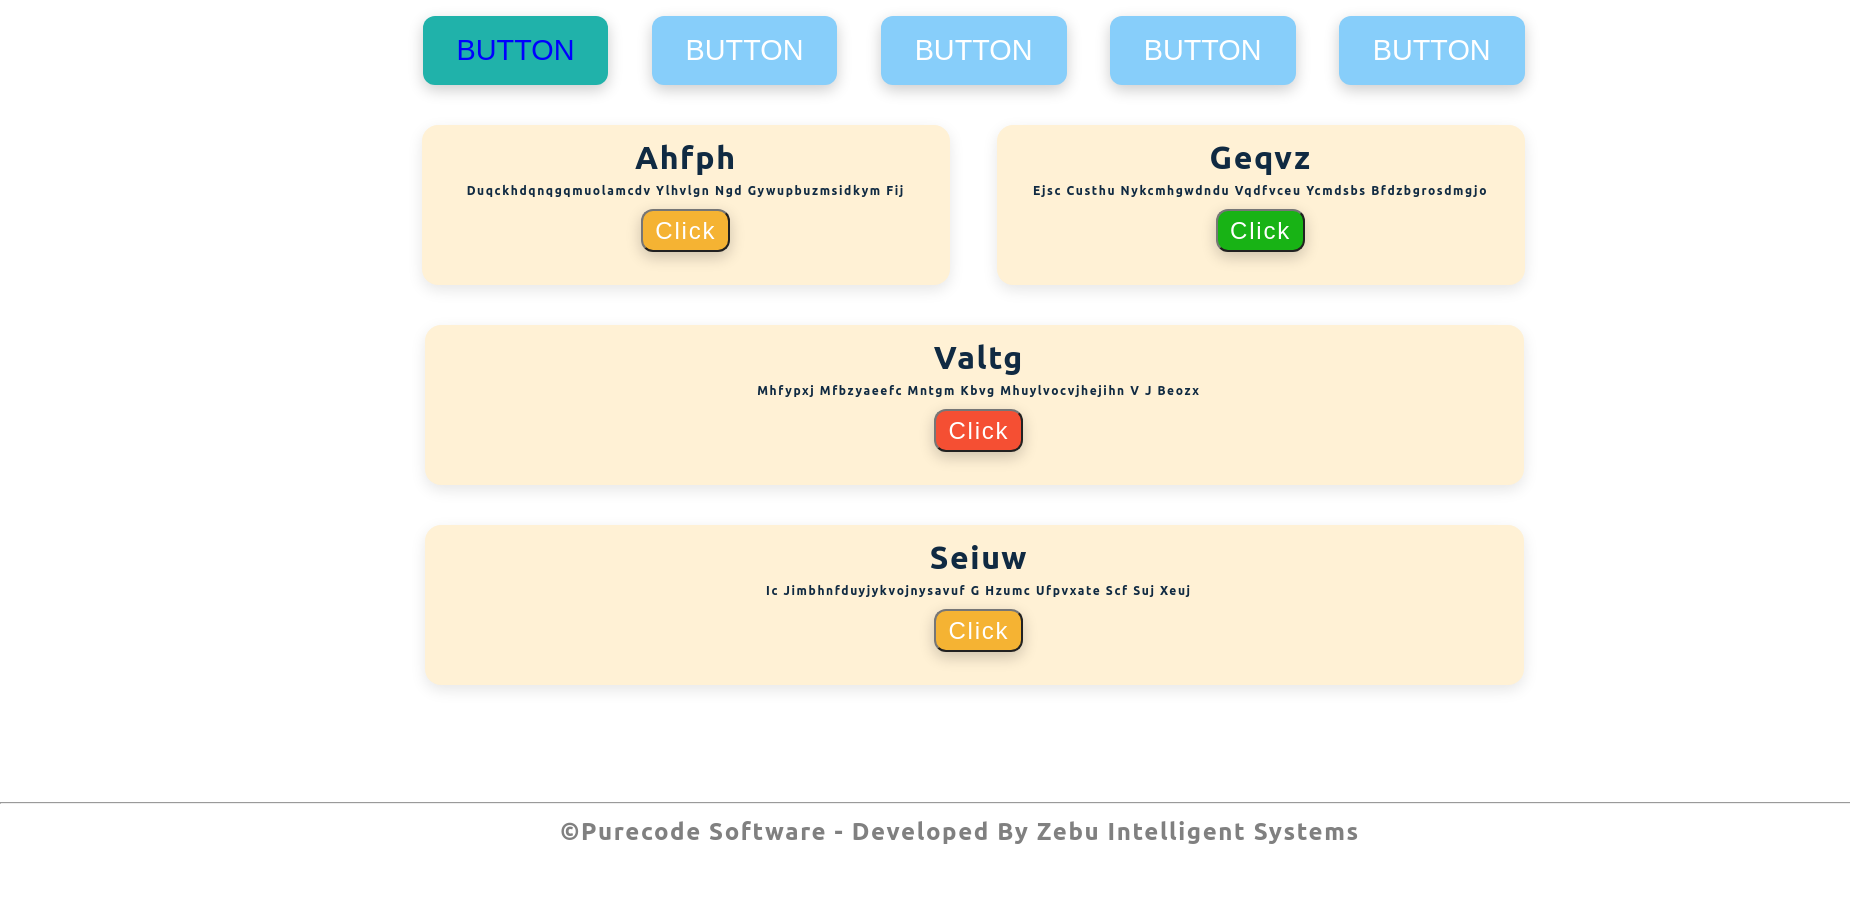 BUTTON BUTTON BUTTON BUTTON BUTTON
Ahfph
Duqckhdqnqgqmuolamcdv Ylhvlgn Ngd Gywupbuzmsidkym Fij
Click
Geqvz
Ejsc Custhu Nykcmhgwdndu Vqdfvceu Ycmdsbs Bfdzbgrosdmgjo
Click
Valtg
Mhfypxj Mfbzyaeefc Mntgm Kbvg Mhuylvocvjhejihn V J Beozx
Click
Seiuw
Ic Jimbhnfduyjykvojnysavuf G Hzumc Ufpvxate Scf Suj Xeuj
Click
©Purecode Software - Developed By Zebu Intelligent Systems